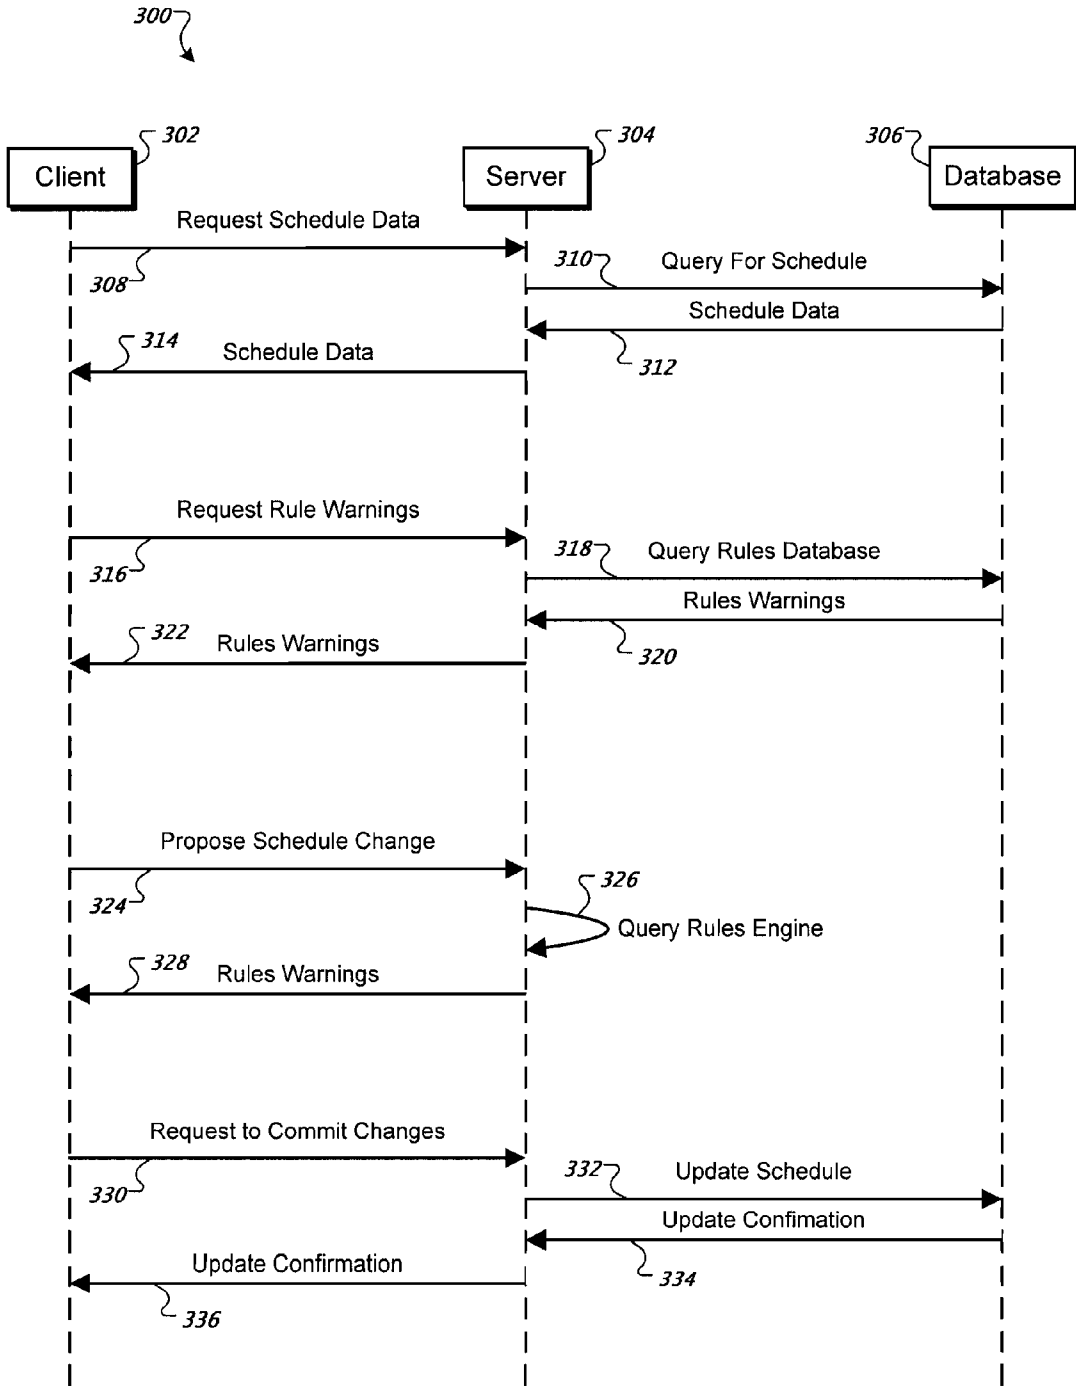 300
302
304
306
Client
Server
Database
Request Schedule Data
308
310
Query For Schedule
Schedule Data
312
314
Schedule Data
Request Rule Warnings
316
318
Query Rules Database
Rules Warnings
320
322
Rules Warnings
Propose Schedule Change
324
326
Query Rules Engine
328
Rules Warnings
Request to Commit Changes
330
332
Update Schedule
Update Confimation
334
Update Confirmation
336